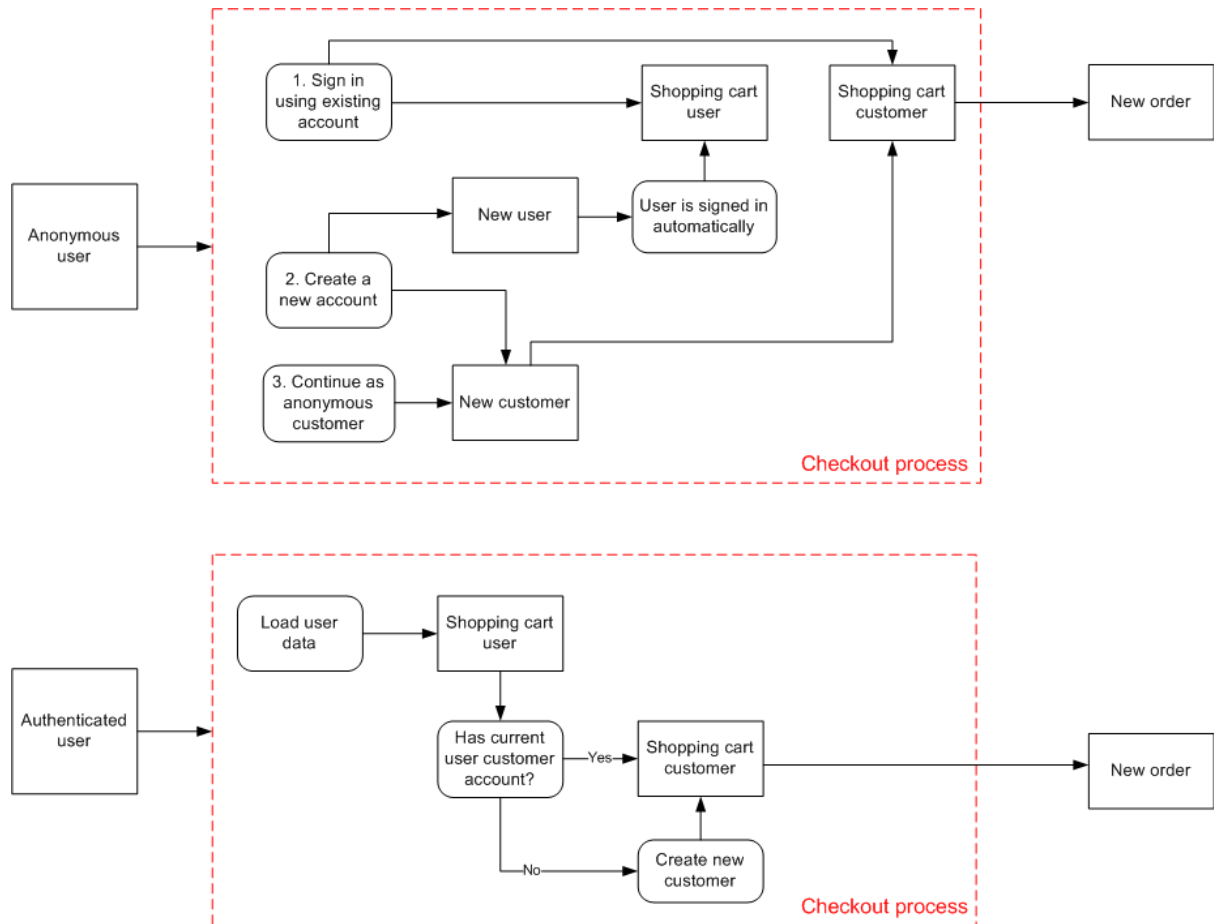 1. Sign in
using existing
account
Shopping cart
user
Shopping cart
customer
New order
Anonymous
user
New user
User is signed in
automatically
2. Create a
new account
3. Continue as
anonymous
customer
New customer
Checkout process
Load user
data
Shopping cart
user
Authenticated
user
Has current
user customer
account?
Yes
Shopping cart
customer
New order
No
Create new
customer
Checkout process